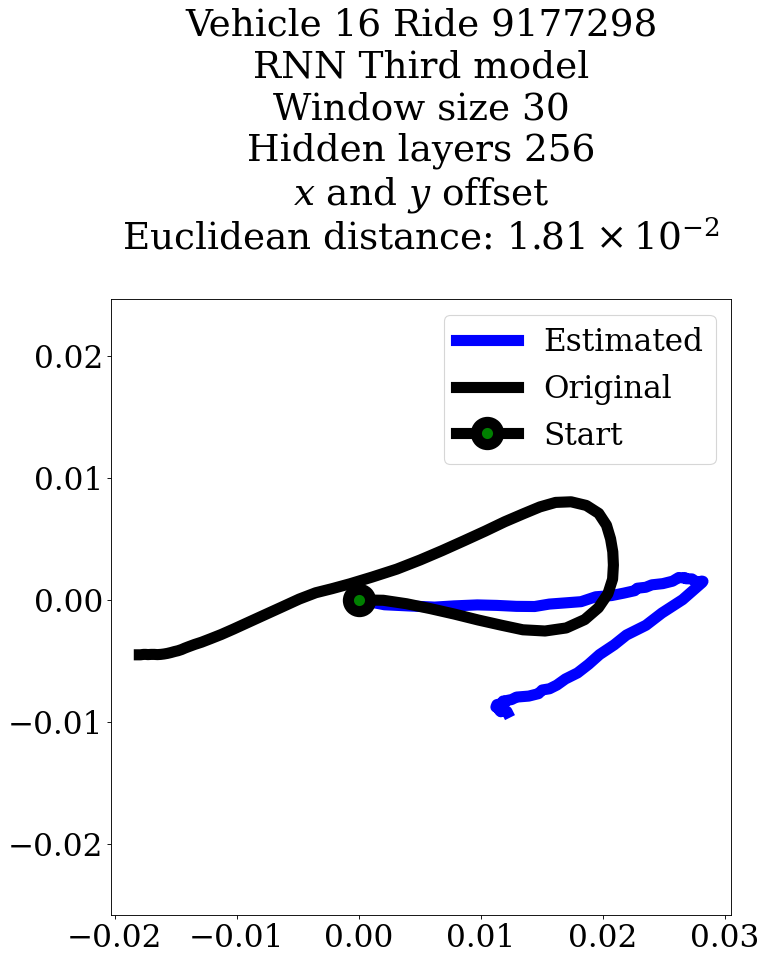 Vehicle 16 Ride 9177298
RNN Third model
Window size 30
Hidden layers 256
x and y offset
Euclidean distance: 1.81 × 10⁻²
Estimated
Original
Start
0.02
0.01
0.00
−0.01
−0.02
−0.02 −0.01 0.00 0.01 0.02 0.03